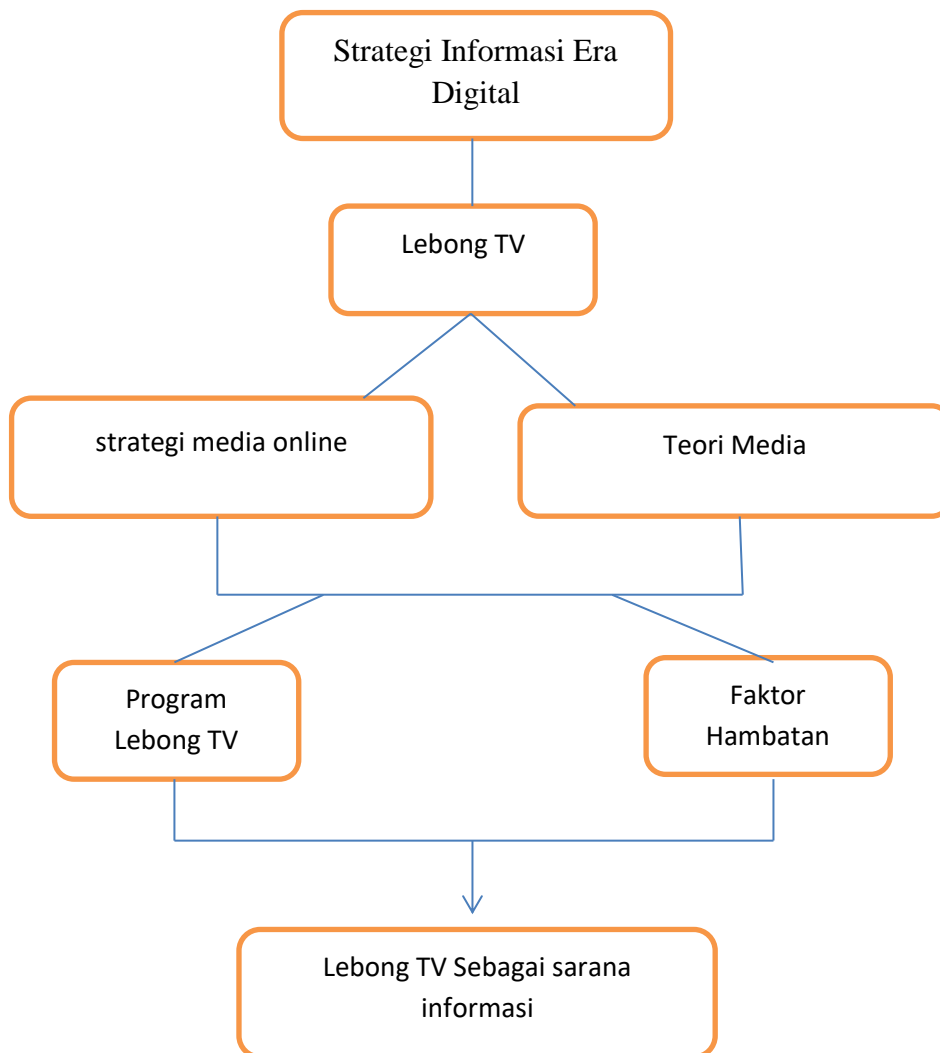 Strategi Informasi Era
Digital
Lebong TV
strategi media online
Teori Media
Program
Lebong TV
Faktor
Hambatan
Lebong TV Sebagai sarana
informasi